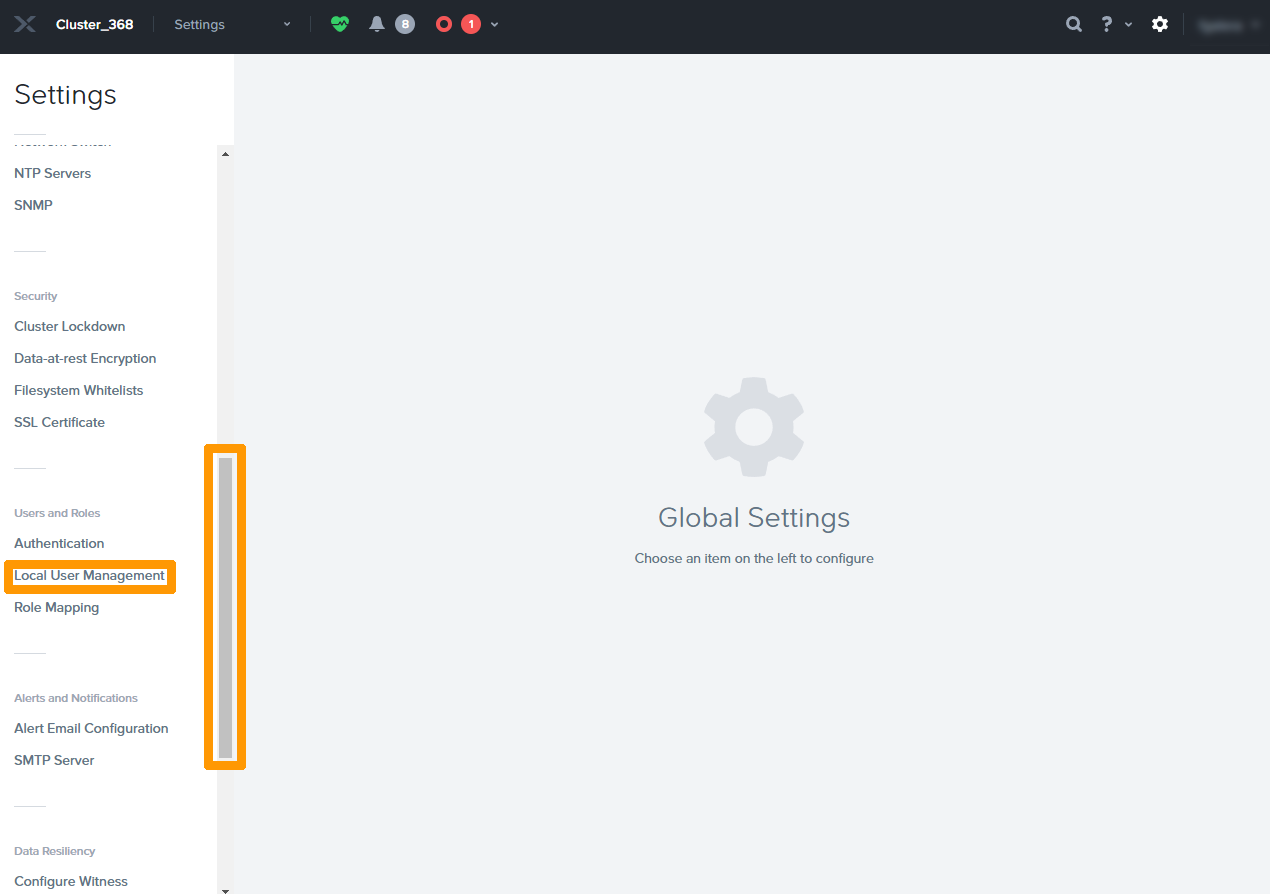 Cluster_368
Settings
8
1
?
Settings
NTP Servers
SNMP
Security
Cluster Lockdown
Data-at-rest Encryption
Filesystem Whitelists
SSL Certificate
Users and Roles
Authentication
Local User Management
Role Mapping
Alerts and Notifications
Alert Email Configuration
SMTP Server
Data Resiliency
Configure Witness
Global Settings
Choose an item on the left to configure